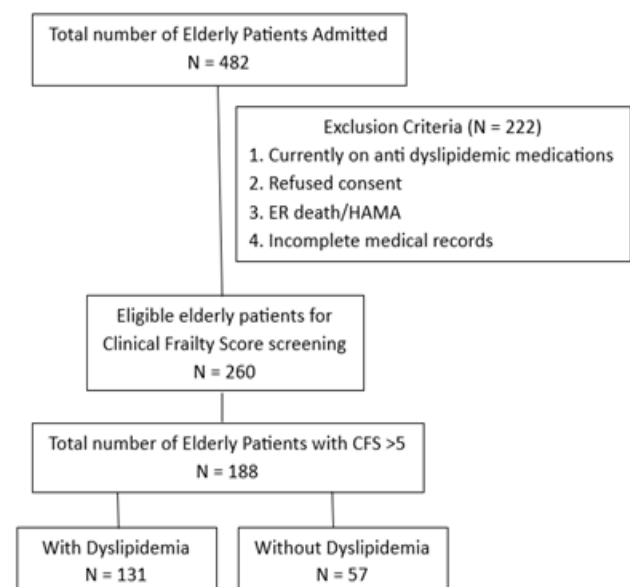 Total number of Elderly Patients Admitted
N = 482
Exclusion Criteria (N = 222)
1. Currently on anti dyslipidemic medications
2. Refused consent
3. ER death/HAMA
4. Incomplete medical records
Eligible elderly patients for
Clinical Frailty Score screening
N = 260
Total number of Elderly Patients with CFS >5
N = 188
With Dyslipidemia
N = 131
Without Dyslipidemia
N = 57